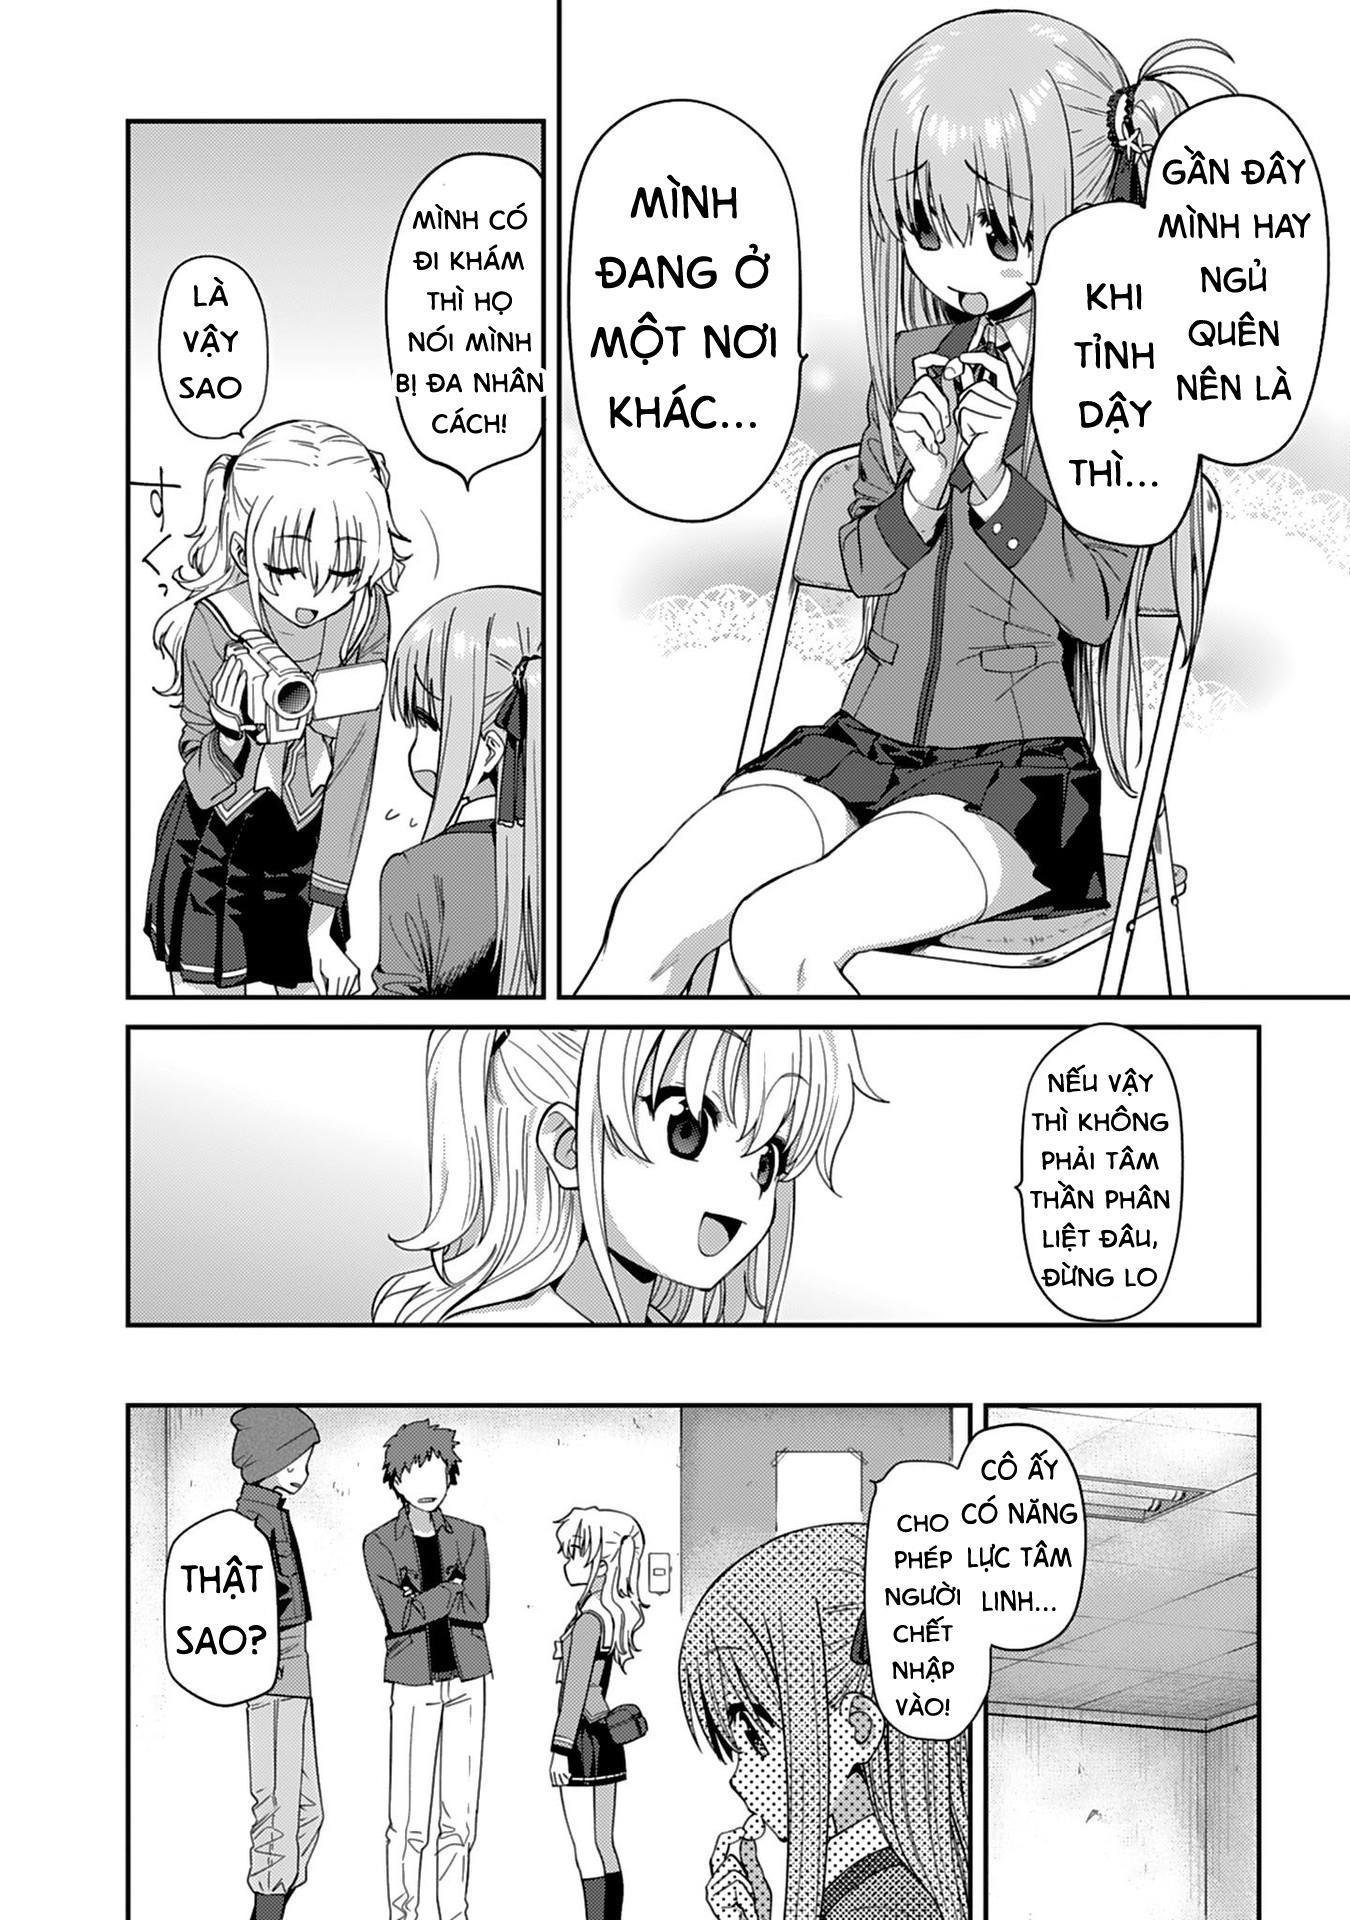 GẦN ĐÂY
MÌNH HAY
NGỦ
QUÊN
NÊN LÀ
KHI
TỈNH
DẬY
THÌ...
MÌNH
ĐANG Ở
MỘT NƠI
KHÁC...
MÌNH CÓ
ĐI KHÁM
THÌ HỌ
NÓI MÌNH
BỊ ĐA NHÂN
CÁCH!
LÀ
VẬY
SAO
すくっ
NẾU VẬY
THÌ KHÔNG
PHẢI TÂM
THẦN PHÂN
LIỆT ĐÂU,
ĐỪNG LO
CÔ ẤY
CÓ NĂNG
LỰC TÂM
LINH...
CHO
PHÉP
NGƯỜI
CHẾT
NHẬP
VÀO!
THẬT
SAO?